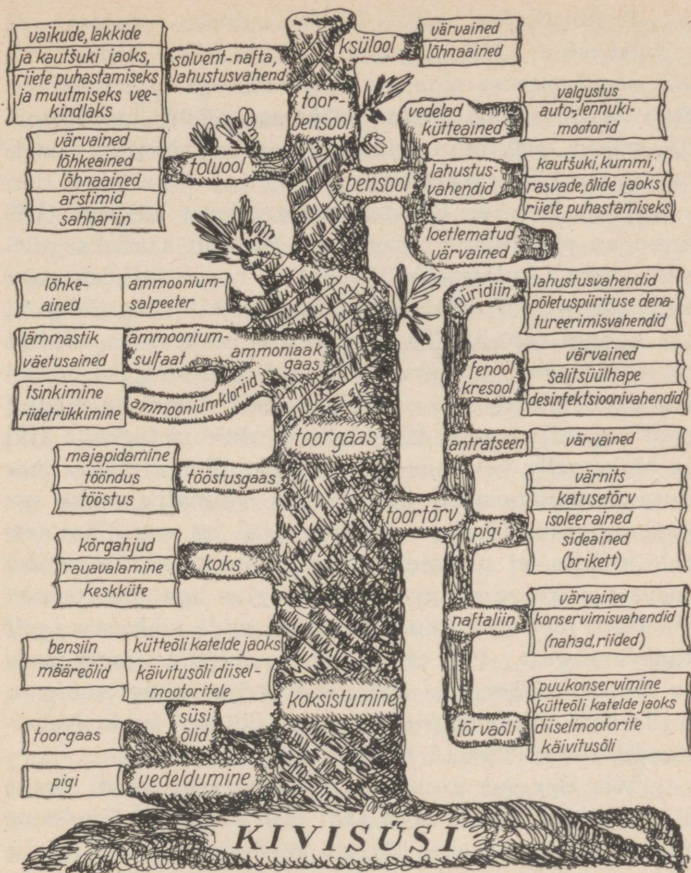 vaikude, lakkide
ja kautšuki jaoks,
riiete puhastamiseks
ja muutmiseks vee-
kindlaks
solvent-nafta,
lahustusvahend
ksülool
värvained
lõhnaained
toor-
bensool
värvained
lõhkeained
lõhnaained
arstimid
sahhariin
toluool
bensool
vedelad
kütteained
valgustus
auto-, lennuki-
mootorid
lahustus-
vahendid
kautšuki, kummi,
rasvade, õlide jaoks
riiete puhastamiseks
loetlematud
värvained
lõhke-
ained
ammoonium-
salpeeter
lämmastik
väetusained
ammoonium-
sulfaat
ammoniaak
gaas
tsinkimine
riidetrükkimine
ammooniumkloriid
toorgaas
majapidamine
tööndus
tööstus
tööstusgaas
kõrgahjud
rauavalamine
keskküte
koks
toortõrv
püridiin
lahustusvahendid
põletuspiirituse dena-
tureerimisvahendid
fenool
kresool
värvained
salitsüülhape
desinfektsioonivahendid
antratseen
värvained
pigi
värnits
katusetõrv
isoleerained
sideained
(brikett)
naftaliin
värvained
konservimisvahendid
(nahad, riided)
tõrvaõli
puukonservimine
kütteõli katelde jaoks
diiselmootorite
käivitusõli
bensiin
määreõlid
kütteõli katelde jaoks
käivitusõli diisel-
mootoritele
süsi
õlid
koksistumine
toorgaas
pigi
vedeldumine
KIVISÜSI